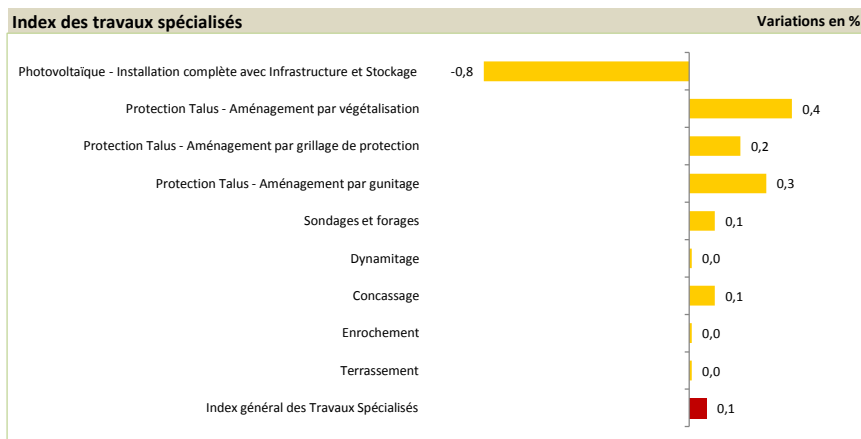 Index des travaux spécialisés Variations en %
Photovoltaïque - Installation complète avec Infrastructure et Stockage -0,8
Protection Talus - Aménagement par végétalisation 0,4
Protection Talus - Aménagement par grillage de protection 0,2
Protection Talus - Aménagement par gunitage 0,3
Sondages et forages 0,1
Dynamitage 0,0
Concassage 0,1
Enrochement 0,0
Terrassement 0,0
Index général des Travaux Spécialisés 0,1